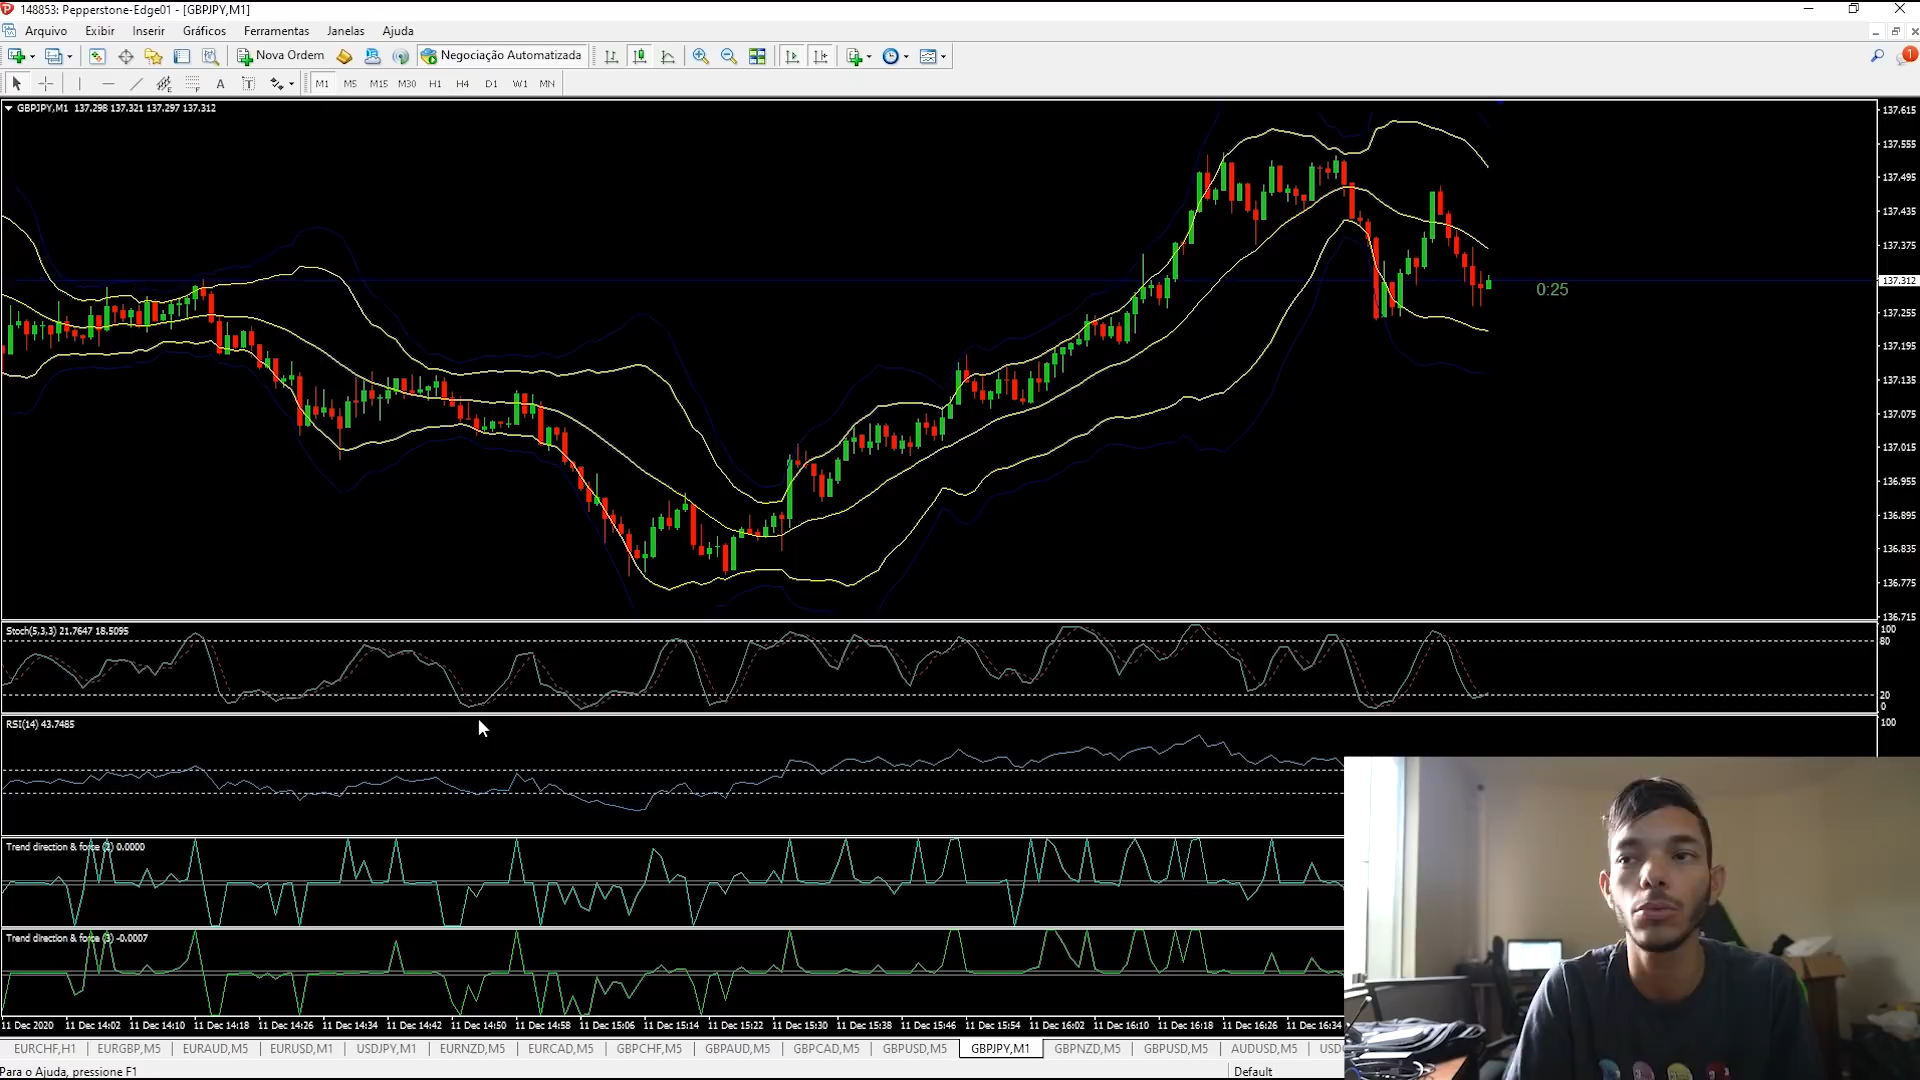 148853: Pepperstone-Edge01 - [GBPJPY,M1]
Arquivo Exibir Inserir Gráficos Ferramentas Janelas Ajuda
Nova Ordem Negociação Automatizada
1
A T M1 M5 M15 M30 H1 H4 D1 W1 MN
GBPJPY,M1 137.298 137.321 137.297 137.312
137.615
137.555
137.495
137.435
137.375
137.312
0:25
137.255
137.195
137.135
137.075
137.015
136.955
136.895
136.835
136.775
136.715
Stoch(5,3,3) 21.7647 18.5095
100
80
20
0
RSI(14) 43.7485
100
Trend direction & force (2) 0.0000
Trend direction & force (3) -0.0007
11 Dec 2020 11 Dec 14:02 11 Dec 14:10 11 Dec 14:18 11 Dec 14:26 11 Dec 14:34 11 Dec 14:42 11 Dec 14:50 11 Dec 14:58 11 Dec 15:06 11 Dec 15:14 11 Dec 15:22 11 Dec 15:30 11 Dec 15:38 11 Dec 15:46 11 Dec 15:54 11 Dec 16:02 11 Dec 16:10 11 Dec 16:18 11 Dec 16:26 11 Dec 16:34
EURCHF,H1 EURGBP,M5 EURAUD,M5 EURUSD,M1 USDJPY,M1 EURNZD,M5 EURCAD,M5 GBPCHF,M5 GBPAUD,M5 GBPCAD,M5 GBPUSD,M5 GBPJPY,M1 GBPNZD,M5 GBPUSD,M5 AUDUSD,M5
Para o Ajuda, pressione F1
Default